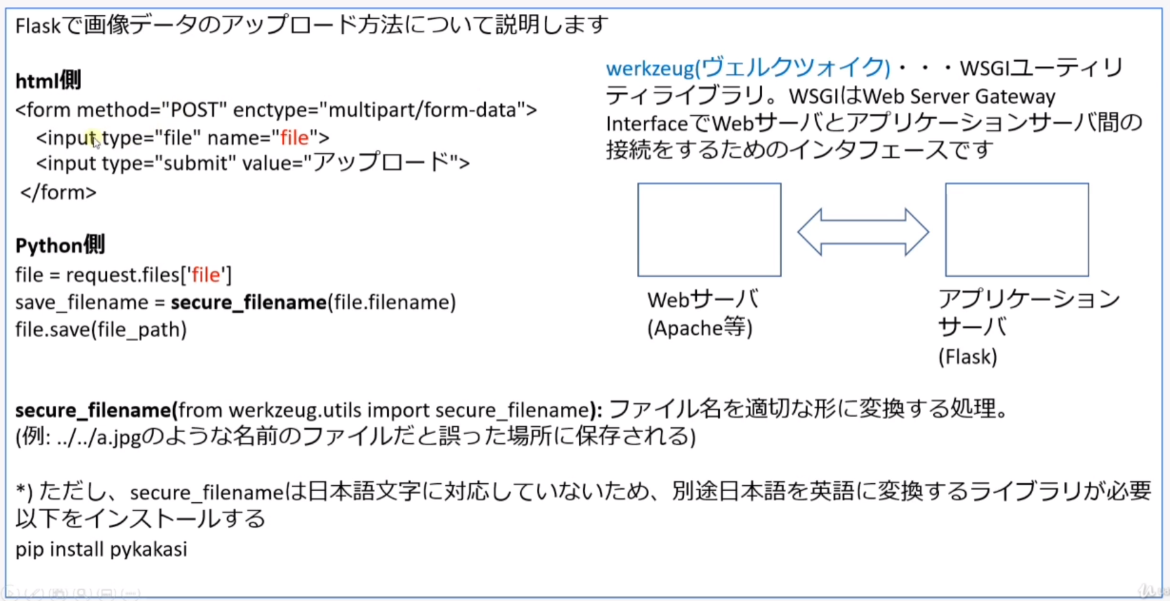 Flaskで画像データのアップロード方法について説明します
html側
<form method="POST" enctype="multipart/form-data">
<input type="file" name="file">
<input type="submit" value="アップロード">
</form>
Python側
file = request.files['file']
save_filename = secure_filename(file.filename)
file.save(file_path)
werkzeug(ヴェルクツォイク)・・・WSGIユーティリ
ティライブラリ。WSGIはWeb Server Gateway
InterfaceでWebサーバとアプリケーションサーバ間の
接続をするためのインタフェースです
Webサーバ
(Apache等)
アプリケーション
サーバ
(Flask)
secure_filename(from werkzeug.utils import secure_filename): ファイル名を適切な形に変換する処理。
(例: ../../a.jpgのような名前のファイルだと誤った場所に保存される)
*) ただし、secure_filenameは日本語文字に対応していないため、別途日本語を英語に変換するライブラリが必要
以下をインストールする
pip install pykakasi